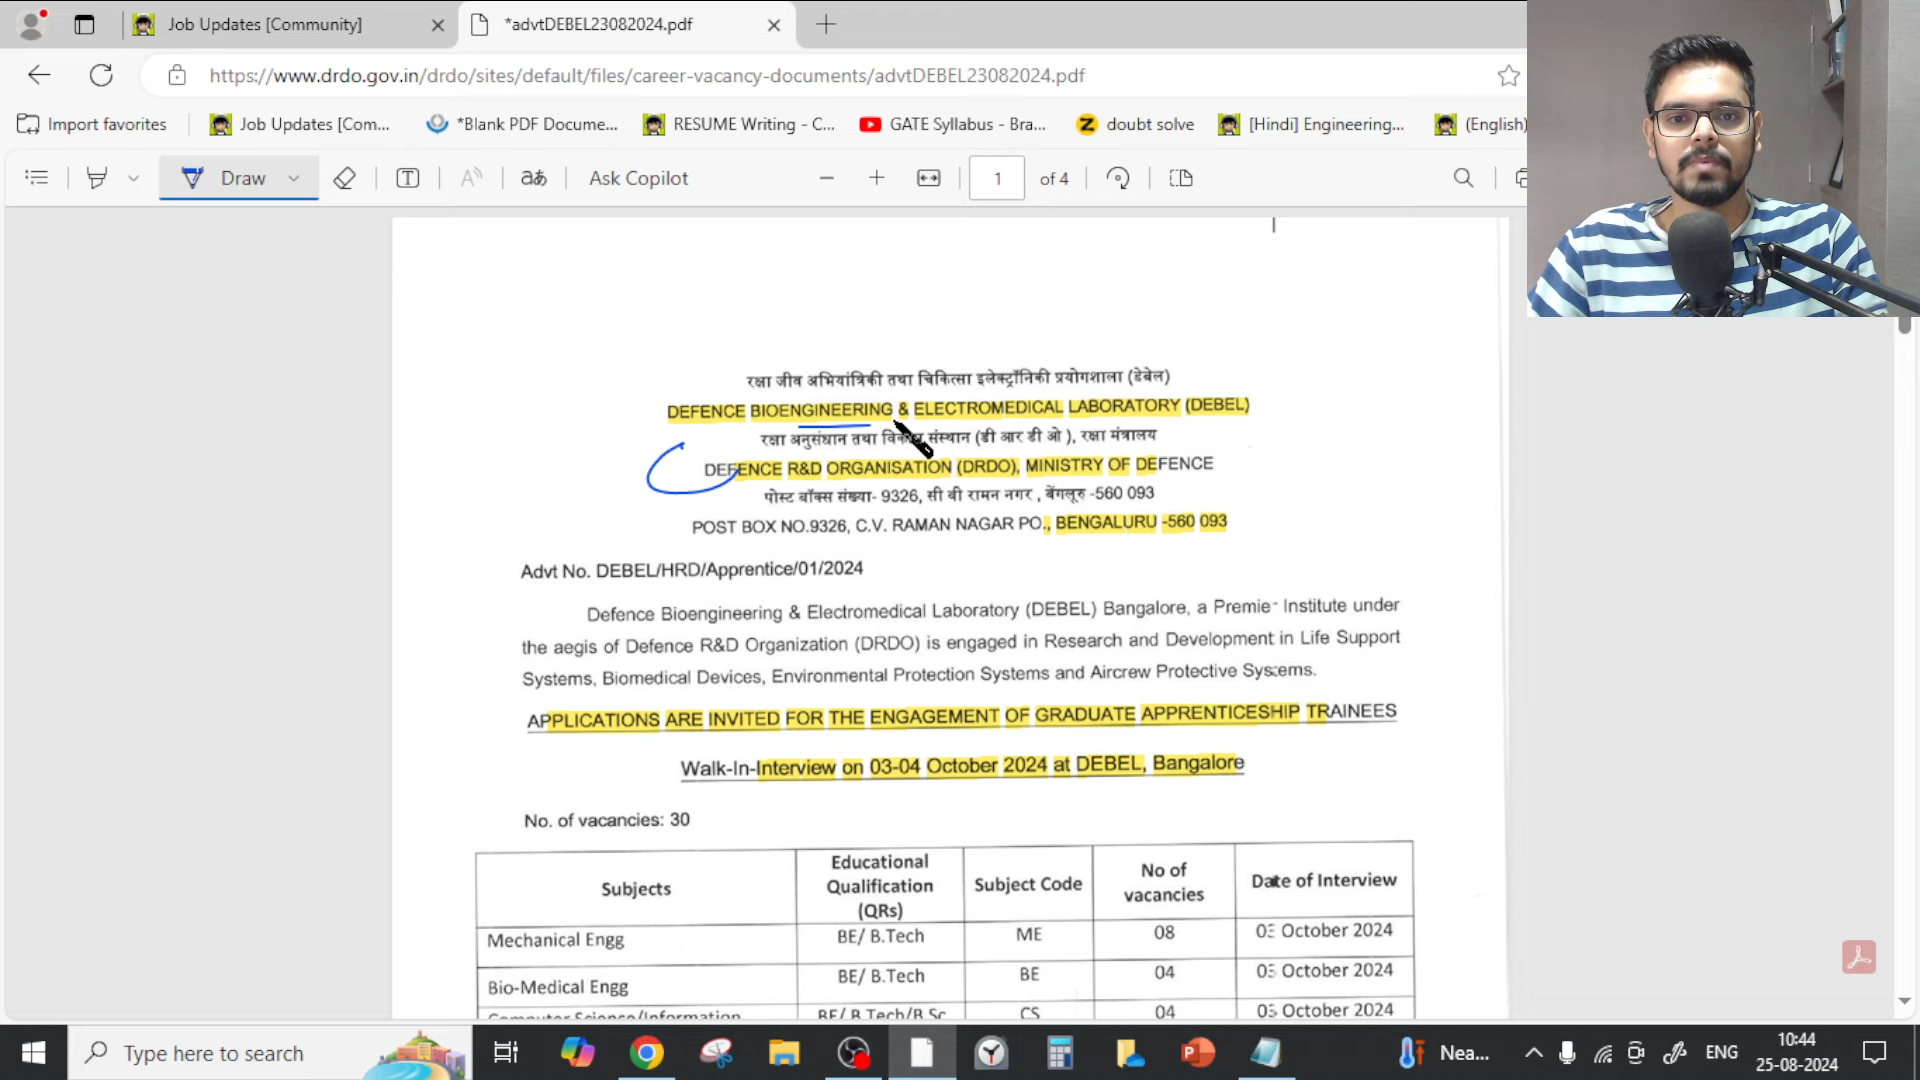 Job Updates [Community]
*advtDEBEL23082024.pdf
https://www.drdo.gov.in/drdo/sites/default/files/career-vacancy-documents/advtDEBEL23082024.pdf
Import favorites
Job Updates [Com...
*Blank PDF Docume...
RESUME Writing - C...
GATE Syllabus - Bra...
doubt solve
[Hindi] Engineering...
(English)
Draw
Ask Copilot
1 of 4
रक्षा जीव अभियांत्रिकी तथा चिकित्सा इलेक्ट्रॉनिकी प्रयोगशाला (डेबेल)
DEFENCE BIOENGINEERING & ELECTROMEDICAL LABORATORY (DEBEL)
रक्षा अनुसंधान तथा संस्थान (डी आर डी ओ ), रक्षा मंत्रालय
DEFENCE R&D ORGANISATION (DRDO), MINISTRY OF DEFENCE
पोस्ट बॉक्स संख्या- 9326, सी वी रामन नगर , बेंगलूरु -560 093
POST BOX NO.9326, C.V. RAMAN NAGAR PO., BENGALURU -560 093
Advt No. DEBEL/HRD/Apprentice/01/2024
Defence Bioengineering & Electromedical Laboratory (DEBEL) Bangalore, a Institute under
the aegis of Defence R&D Organization (DRDO) is engaged in Research and Development in Life Support
Systems, Biomedical Devices, Environmental Protection Systems and Aircrew Protective Systems.
APPLICATIONS ARE INVITED FOR THE ENGAGEMENT OF GRADUATE APPRENTICESHIP TRAINEES
Walk-In-Interview on 03-04 October 2024 at DEBEL, Bangalore
No. of vacancies: 30
Subjects
Educational
Qualification
(QRs)
Subject Code
No of
vacancies
Date of Interview
Mechanical Engg BE/ B.Tech ME 08 03 October 2024
Bio-Medical Engg BE/ B.Tech BE 04 03 October 2024
Computer Science/Information BE/ B.Tech/B.Sc CS 04 03 October 2024
Type here to search
Nea...
ENG
10:44
25-08-2024